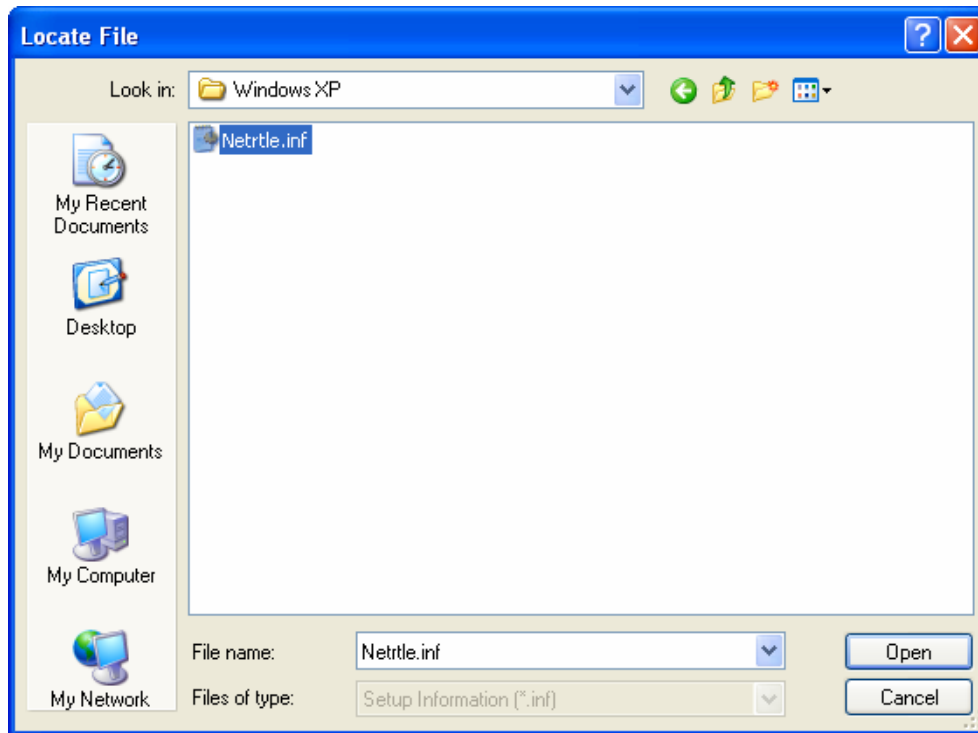 Locate File
Look in: Windows XP
Netrtle.inf
My Recent
Documents
Desktop
My Documents
My Computer
My Network
File name: Netrtle.inf Open
Files of type: Setup Information (*.inf) Cancel